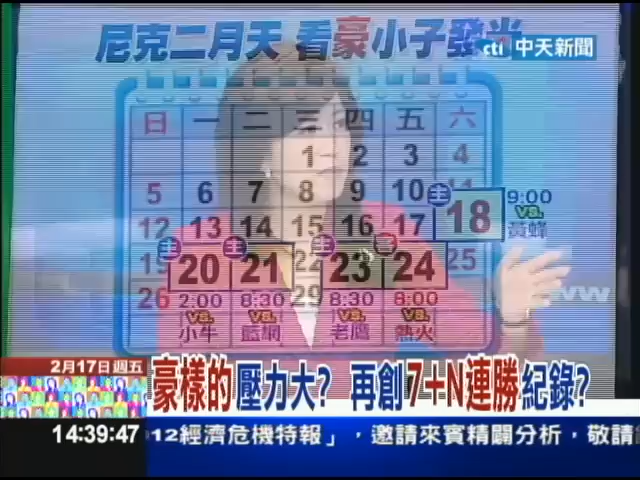 尼克二月天 看豪小子發光
cti 中天新聞
日 一 二 三 四 五 六
1 2 3 4
5 6 7 8 9 10 11
12 13 14 15 16 17 主 18 9:00 vs. 黃蜂
19 主 20 主 21 22 主 23 客 24 25
26 29
2:00 vs. 小牛
8:30 vs. 籃網
8:30 vs. 老鷹
8:00 vs. 熱火
2月17日週五
豪樣的壓力大? 再創7+N連勝紀錄?
14:39:47
12經濟危機特報」,邀請來賓精闢分析,敬請